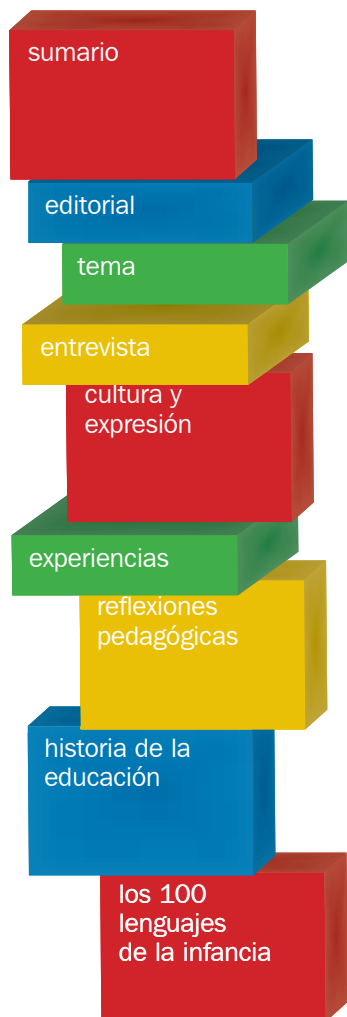 sumario
editorial
tema
entrevista
cultura y
expresión
experiencias
reflexiones
pedagógicas
historia de la
educación
los 100
lenguajes
de la infancia